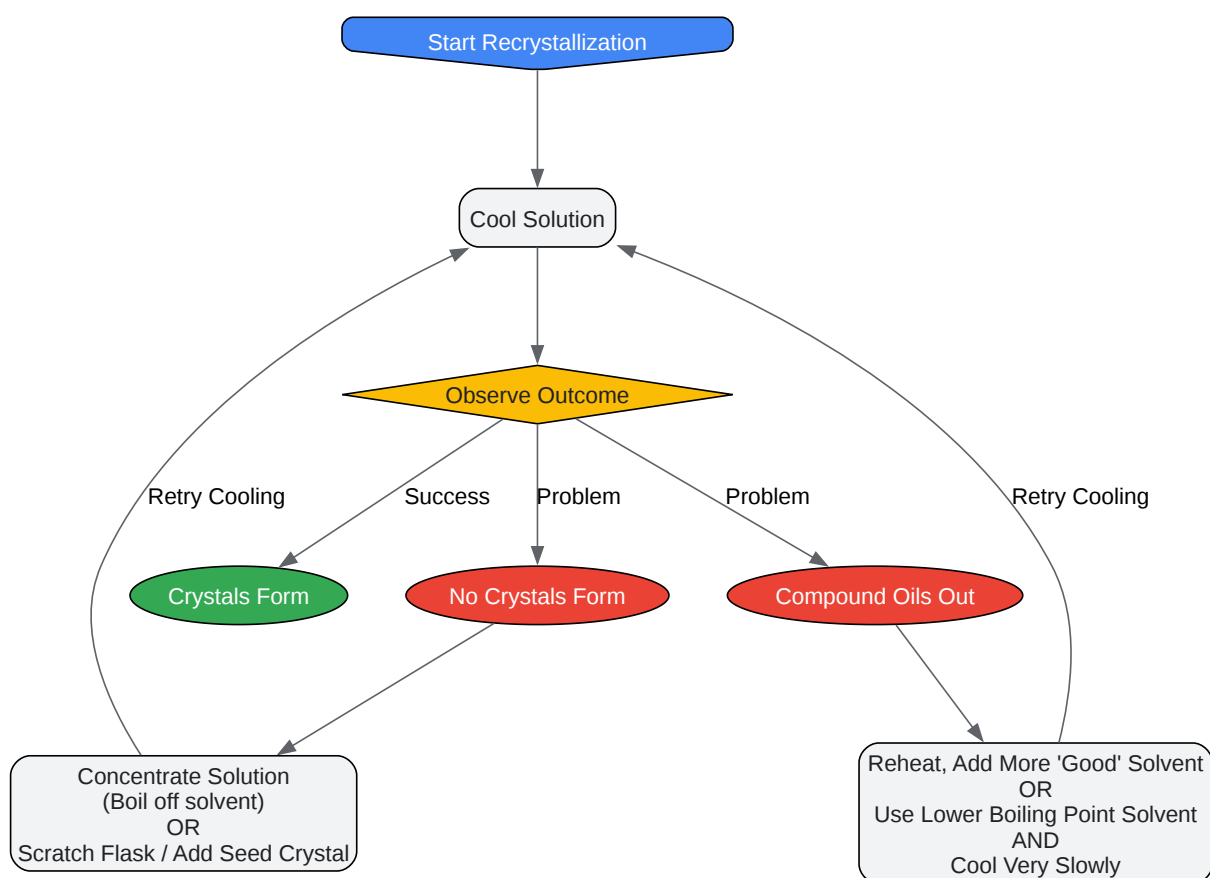 Start Recrystallization
Cool Solution
Observe Outcome
Retry Cooling
Success
Problem
Problem
Retry Cooling
Crystals Form
No Crystals Form
Compound Oils Out
Concentrate Solution
(Boil off solvent)
OR
Scratch Flask / Add Seed Crystal
Reheat, Add More 'Good' Solvent
OR
Use Lower Boiling Point Solvent
AND
Cool Very Slowly